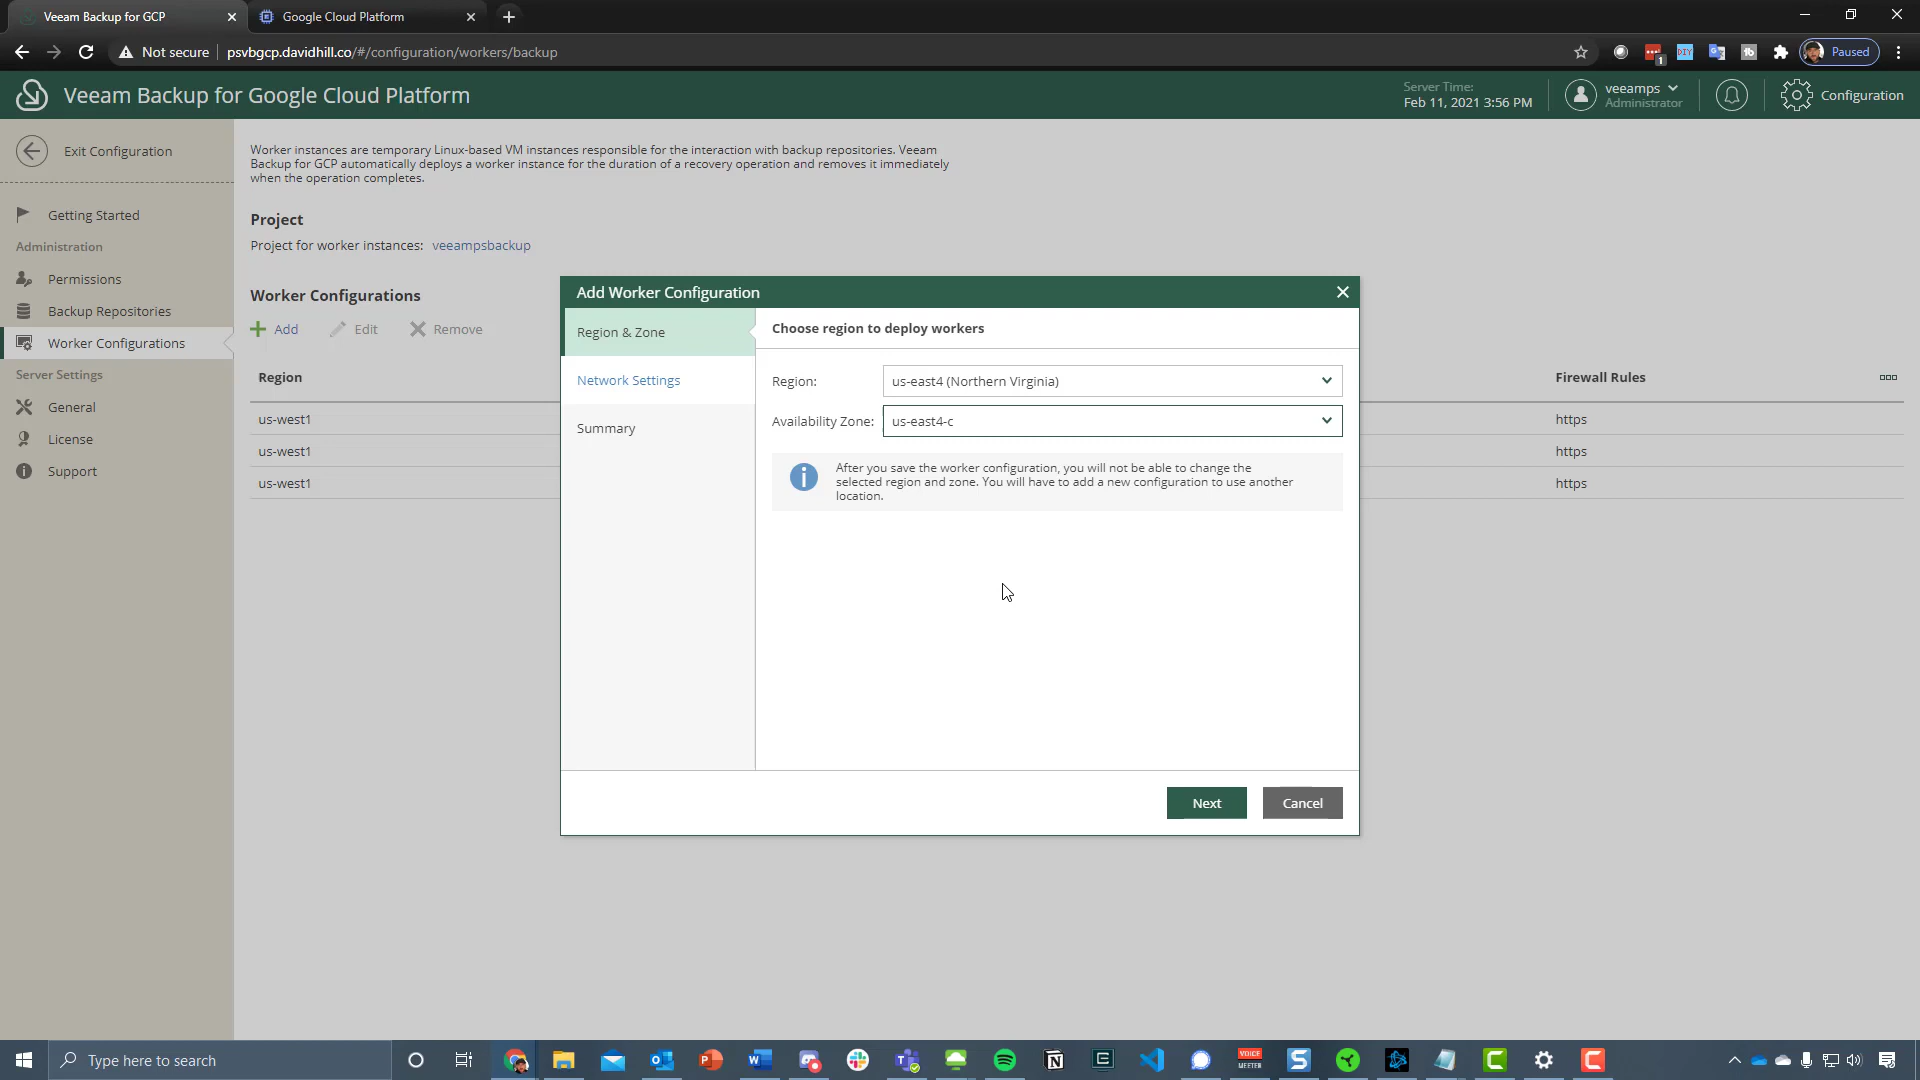 Veeam Backup for GCP
Google Cloud Platform
Not secure
psvbgcp.davidhill.co/#/configuration/workers/backup
DIY
1
Paused
Veeam Backup for Google Cloud Platform
Server Time:
Feb 11, 2021 3:56 PM
veeamps
Administrator
Configuration
Exit Configuration
Getting Started
Administration
Permissions
Backup Repositories
Worker Configurations
Server Settings
General
License
Support
Worker instances are temporary Linux-based VM instances responsible for the interaction with backup repositories. Veeam
Backup for GCP automatically deploys a worker instance for the duration of a recovery operation and removes it immediately
when the operation completes.
Project
Project for worker instances: veeampsbackup
Worker Configurations
Add
Edit
Remove
Region
Firewall Rules
us-west1
https
us-west1
https
us-west1
https
Add Worker Configuration
Region & Zone
Network Settings
Summary
Choose region to deploy workers
Region:
us-east4 (Northern Virginia)
Availability Zone:
us-east4-c
After you save the worker configuration, you will not be able to change the
selected region and zone. You will have to add a new configuration to use another
location.
Next
Cancel
Type here to search
VOICE
MEETER